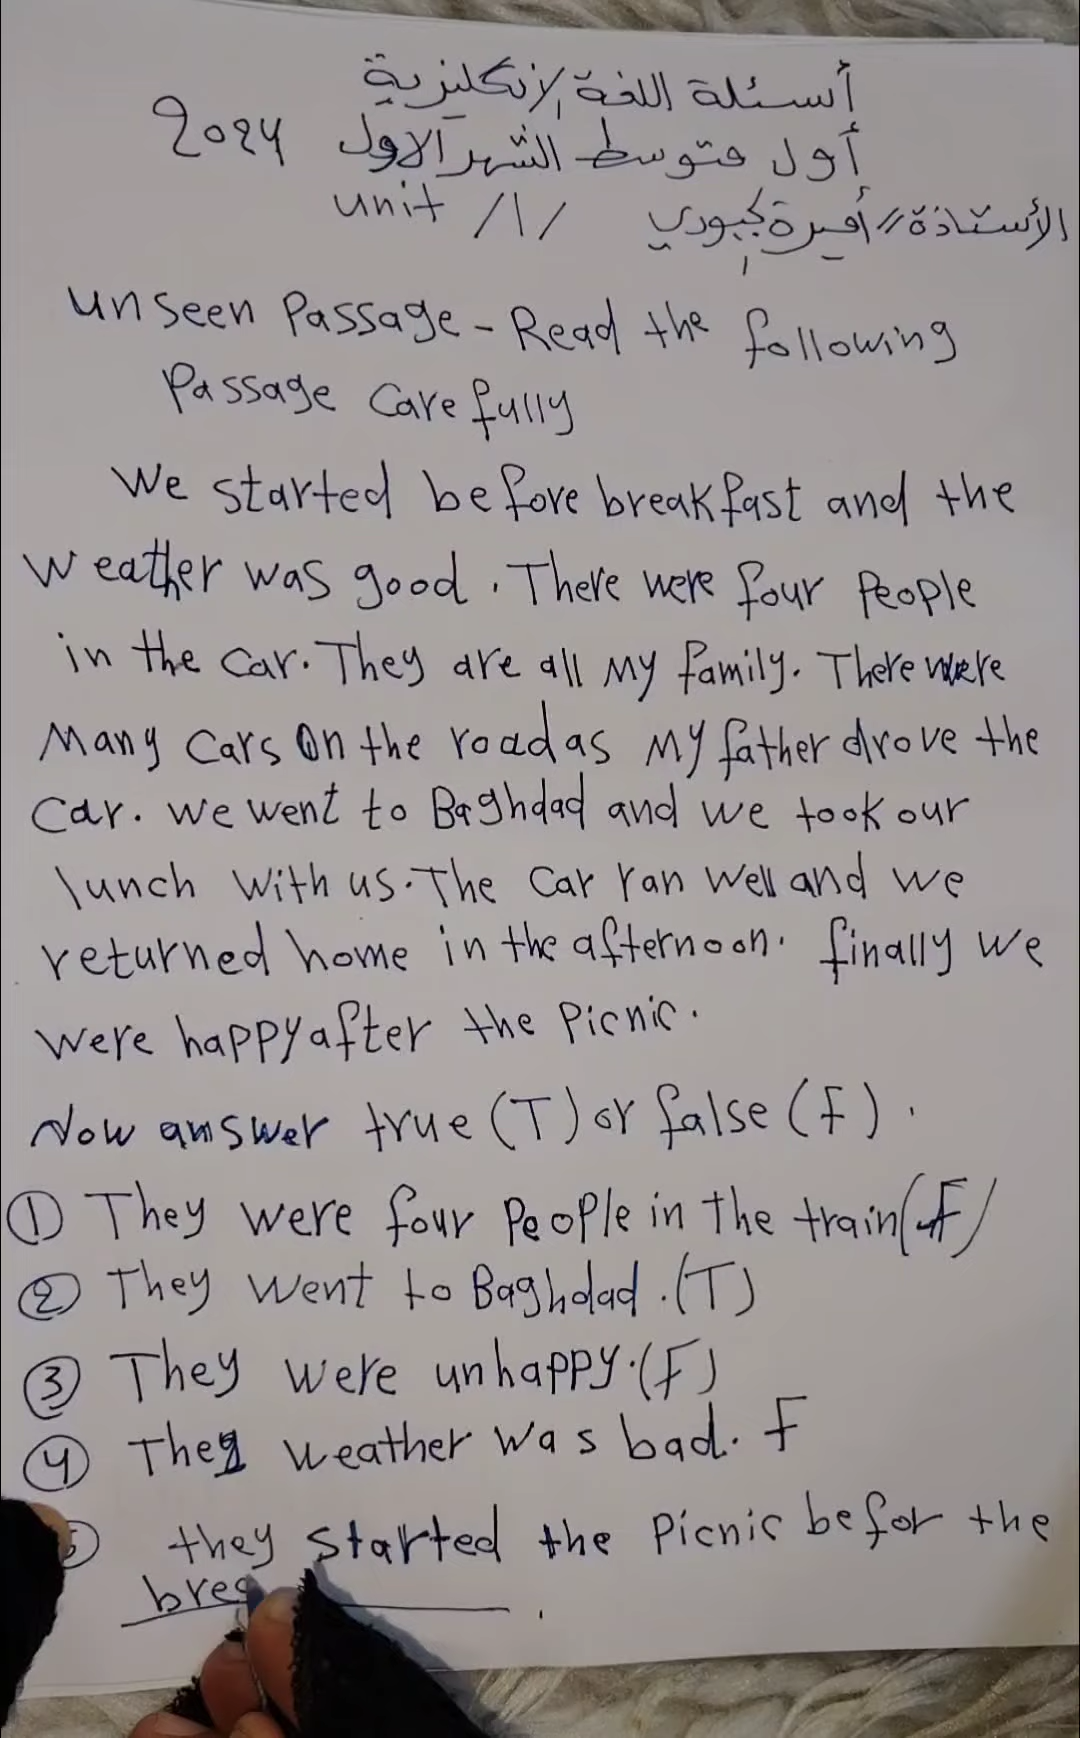 أسئلة اللغة الإنكليزية
أول متوسط الشهر الاول 2024
الأستاذة // أميرة الجبوري unit /1/
unseen Passage - Read the following
Passage carefully
We started before breakfast and the
weather was good. There were four People
in the car. They are all my family. There were
Many cars on the road as my father drove the
car. we went to Baghdad and we took our
lunch with us. The car ran well and we
returned home in the afternoon. finally we
were happy after the Picnic.
Now answer true (T) or false (F).
① They were four People in the train (F)
② They went to Baghdad. (T)
③ They were unhappy. (F)
④ The weather was bad. F
⑤ they started the Picnic befor the